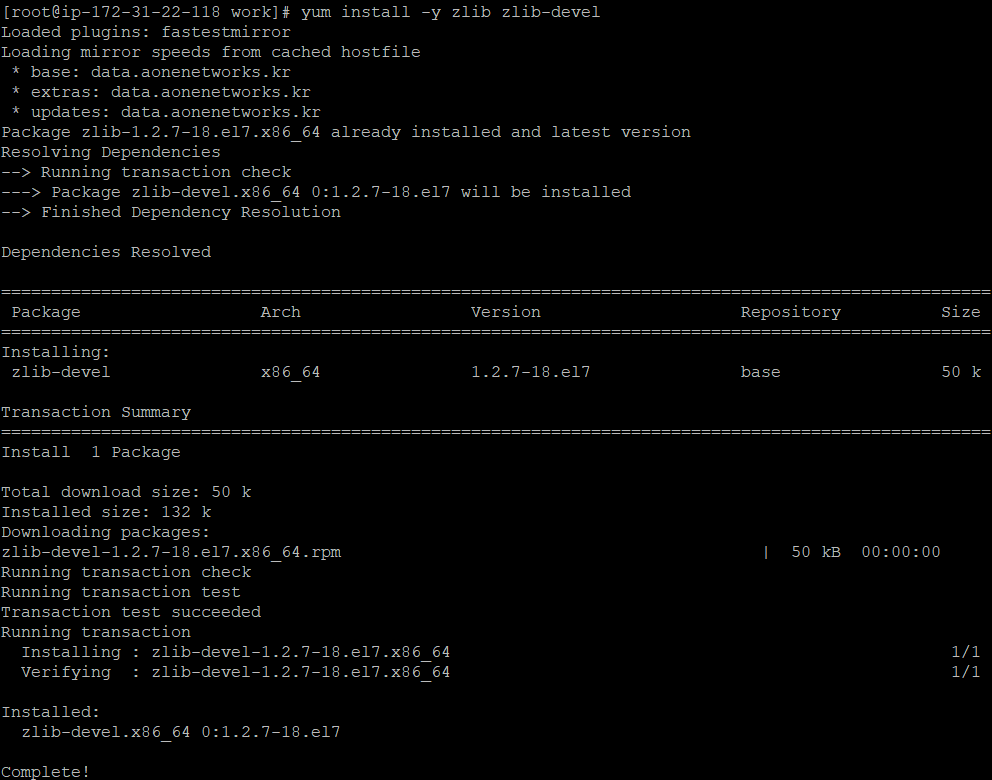 [root@ip-172-31-22-118 work]# yum install -y zlib zlib-devel
Loaded plugins: fastestmirror
Loading mirror speeds from cached hostfile
 * base: data.aonenetworks.kr
 * extras: data.aonenetworks.kr
 * updates: data.aonenetworks.kr
Package zlib-1.2.7-18.el7.x86_64 already installed and latest version
Resolving Dependencies
--> Running transaction check
---> Package zlib-devel.x86_64 0:1.2.7-18.el7 will be installed
--> Finished Dependency Resolution

Dependencies Resolved

===================================================================================================
 Package                  Arch                 Version                    Repository          Size
===================================================================================================
Installing:
 zlib-devel               x86_64               1.2.7-18.el7               base                50 k

Transaction Summary
===================================================================================================
Install  1 Package

Total download size: 50 k
Installed size: 132 k
Downloading packages:
zlib-devel-1.2.7-18.el7.x86_64.rpm                                          |  50 kB  00:00:00
Running transaction check
Running transaction test
Transaction test succeeded
Running transaction
  Installing : zlib-devel-1.2.7-18.el7.x86_64                                                  1/1
  Verifying  : zlib-devel-1.2.7-18.el7.x86_64                                                  1/1

Installed:
  zlib-devel.x86_64 0:1.2.7-18.el7

Complete!